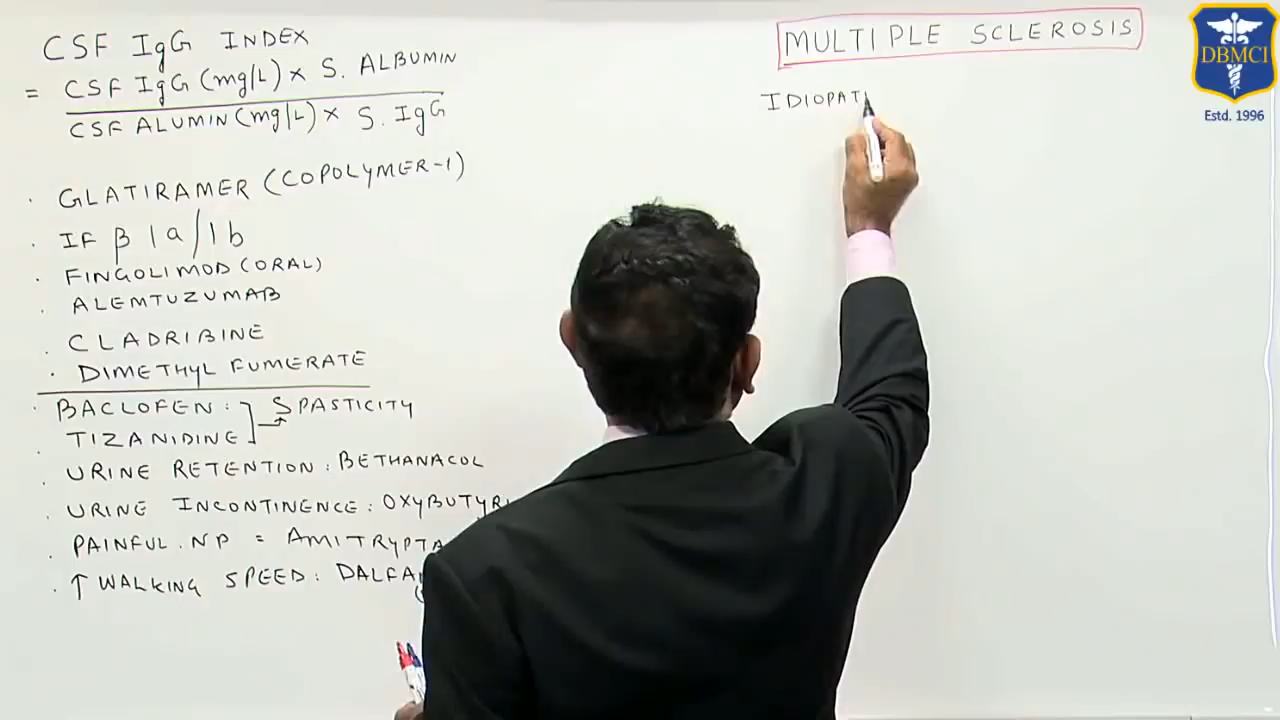 CSF IgG INDEX
= CSF IgG (mg/L) x S. ALBUMIN
CSF ALUMIN (mg/L) x S. IgG
. GLATIRAMER (COPOLYMER-1)
. IF β 1a/1b
. FINGOLIMOD (ORAL)
. ALEMTUZUMAB
. CLADRIBINE
. DIMETHYL FUMERATE
. BACLOFEN : SPASTICITY
. TIZANIDINE
. URINE RETENTION : BETHANACOL
. URINE INCONTINENCE : OXYBUTYRI
. PAINFUL . NP = AMITRYPTA
. ↑ WALKING SPEED : DALFA
MULTIPLE SCLEROSIS
IDIOPATI
DBMCI
Estd. 1996